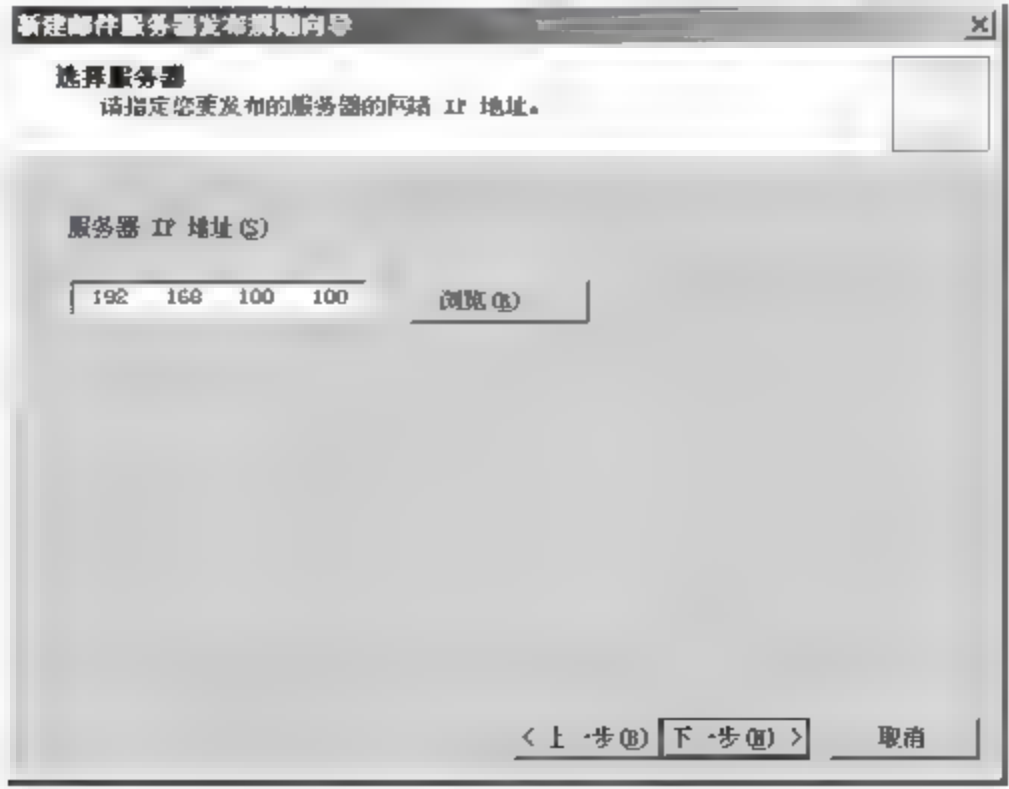 新建邮件服务器发布规则向导
选择服务器
请指定您要发布的服务器的网络 IP 地址。
服务器 IP 地址(S)
192 168 100 100 浏览(R)
< 上一步(B) 下一步(N) > 取消